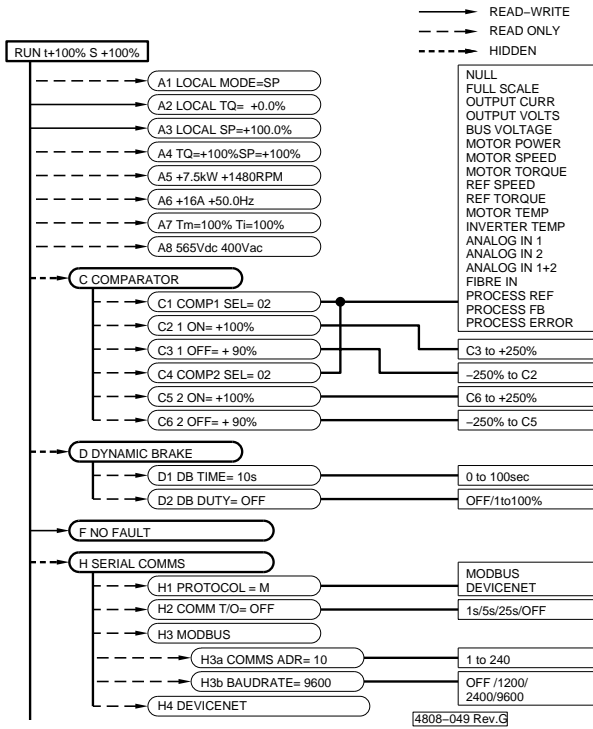 READ–WRITE
READ ONLY
HIDDEN
RUN t+100% S +100%
A1 LOCAL MODE=SP
A2 LOCAL TQ= +0.0%
A3 LOCAL SP=+100.0%
A4 TQ=+100%SP=+100%
A5 +7.5kW +1480RPM
A6 +16A +50.0Hz
A7 Tm=100% Ti=100%
A8 565Vdc 400Vac
NULL
FULL SCALE
OUTPUT CURR
OUTPUT VOLTS
BUS VOLTAGE
MOTOR POWER
MOTOR SPEED
MOTOR TORQUE
REF SPEED
REF TORQUE
MOTOR TEMP
INVERTER TEMP
ANALOG IN 1
ANALOG IN 2
ANALOG IN 1+2
FIBRE IN
PROCESS REF
PROCESS FB
PROCESS ERROR
C COMPARATOR
C1 COMP1 SEL= 02
C2 1 ON= +100%
C3 to +250%
C3 1 OFF= + 90%
–250% to C2
C4 COMP2 SEL= 02
C5 2 ON= +100%
C6 to +250%
C6 2 OFF= + 90%
–250% to C5
D DYNAMIC BRAKE
D1 DB TIME= 10s
0 to 100sec
D2 DB DUTY= OFF
OFF/1to100%
F NO FAULT
H SERIAL COMMS
H1 PROTOCOL = M
MODBUS
DEVICENET
H2 COMM T/O= OFF
1s/5s/25s/OFF
H3 MODBUS
H3a COMMS ADR= 10
1 to 240
H3b BAUDRATE= 9600
OFF /1200/
2400/9600
H4 DEVICENET
4808–049 Rev.G